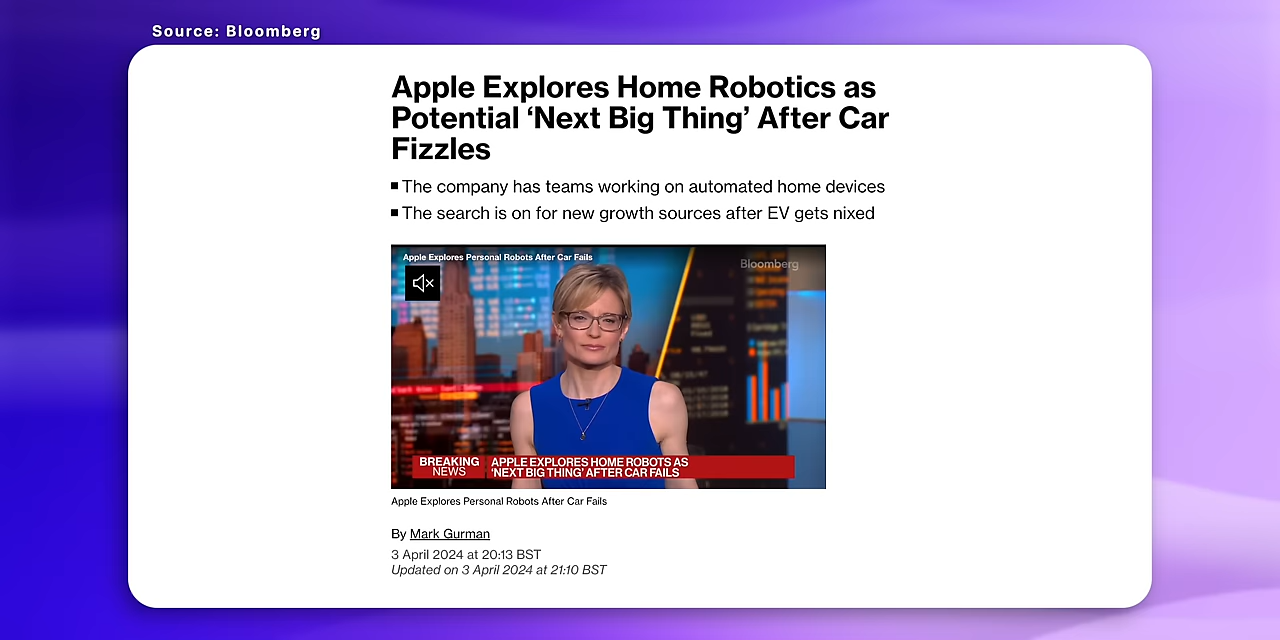 Source: Bloomberg
Apple Explores Home Robotics as
Potential ‘Next Big Thing’ After Car
Fizzles
The company has teams working on automated home devices
The search is on for new growth sources after EV gets nixed
Apple Explores Personal Robots After Car Fails
Bloomberg
BREAKING
NEWS
APPLE EXPLORES HOME ROBOTS AS
‘NEXT BIG THING’ AFTER CAR FAILS
Apple Explores Personal Robots After Car Fails
By Mark Gurman
3 April 2024 at 20:13 BST
Updated on 3 April 2024 at 21:10 BST